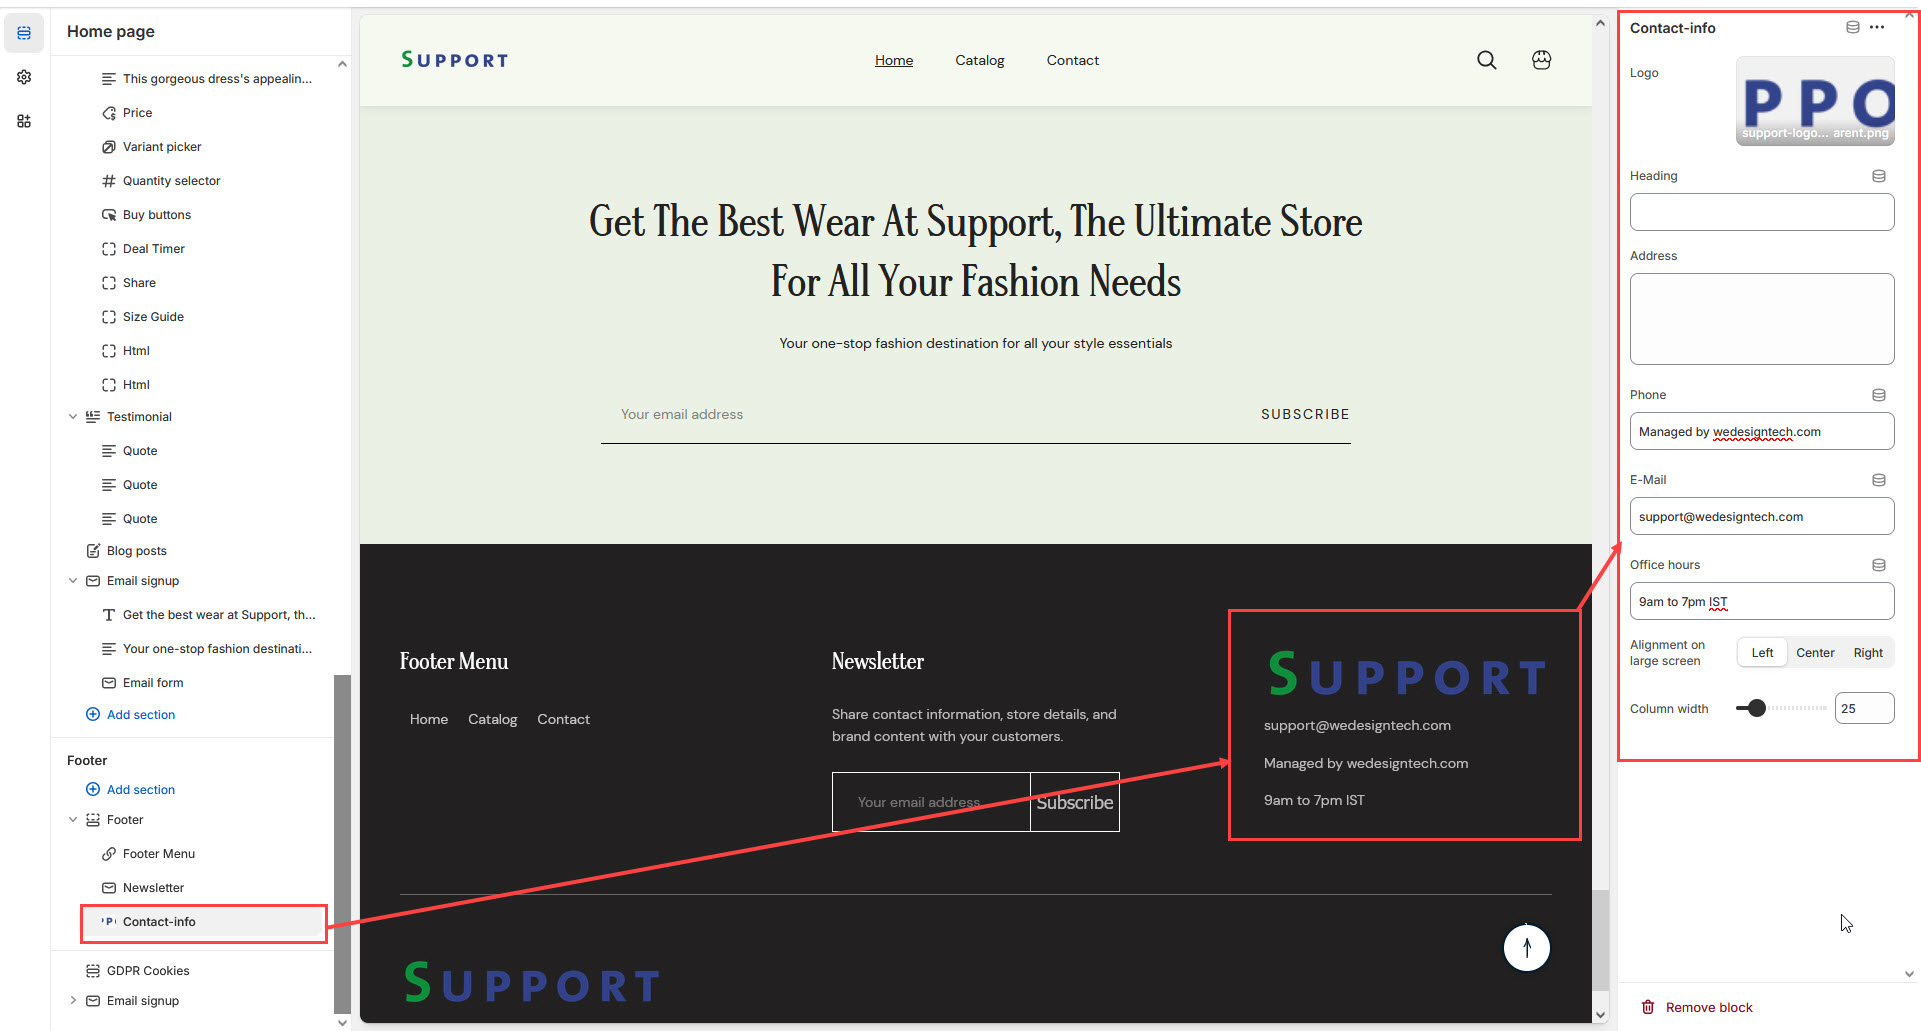 Home page
This gorgeous dress's appealin...
Price
Variant picker
Quantity selector
Buy buttons
Deal Timer
Share
Size Guide
Html
Html
Testimonial
Quote
Quote
Quote
Blog posts
Email signup
Get the best wear at Support, th...
Your one-stop fashion destinati...
Email form
Add section
Footer
Add section
Footer
Footer Menu
Newsletter
Contact-info
GDPR Cookies
Email signup
SUPPORT
Home Catalog Contact
Get The Best Wear At Support, The Ultimate Store
For All Your Fashion Needs
Your one-stop fashion destination for all your style essentials
Your email address SUBSCRIBE
Footer Menu
Home Catalog Contact
Newsletter
Share contact information, store details, and
brand content with your customers.
Your email address Subscribe
SUPPORT
support@wedesigntech.com
Managed by wedesigntech.com
9am to 7pm IST
SUPPORT
Contact-info
Logo
PPO
support-logo... arent.png
Heading
Address
Phone
Managed by wedesigntech.com
E-Mail
support@wedesigntech.com
Office hours
9am to 7pm IST
Alignment on
large screen
Left Center Right
Column width 25
Remove block